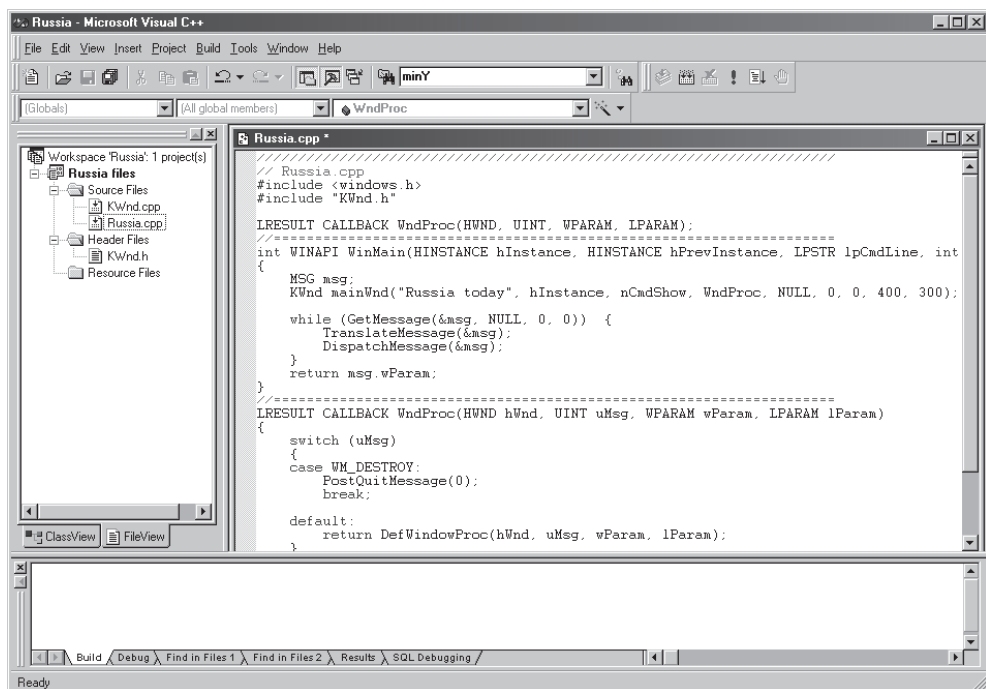 Russia - Microsoft Visual C++
File Edit View Insert Project Build Tools Window Help
minY
(Globals) (All global members) WndProc
Workspace 'Russia': 1 project(s)
Russia files
Source Files
KWnd.cpp
Russia.cpp
Header Files
KWnd.h
Resource Files
ClassView FileView
Russia.cpp *
////////////////////////////////////////////////////////////////////////
// Russia.cpp
#include <windows.h>
#include "KWnd.h"
LRESULT CALLBACK WndProc(HWND, UINT, WPARAM, LPARAM);
//====================================================================
int WINAPI WinMain(HINSTANCE hInstance, HINSTANCE hPrevInstance, LPSTR lpCmdLine, int
{
    MSG msg;
    KWnd mainWnd("Russia today", hInstance, nCmdShow, WndProc, NULL, 0, 0, 400, 300);
    while (GetMessage(&msg, NULL, 0, 0))  {
        TranslateMessage(&msg);
        DispatchMessage(&msg);
    }
    return msg.wParam;
}
//====================================================================
LRESULT CALLBACK WndProc(HWND hWnd, UINT uMsg, WPARAM wParam, LPARAM lParam)
{
    switch (uMsg)
    {
    case WM_DESTROY:
        PostQuitMessage(0);
        break;
    default:
        return DefWindowProc(hWnd, uMsg, wParam, lParam);
    }
Build Debug Find in Files 1 Find in Files 2 Results SQL Debugging
Ready